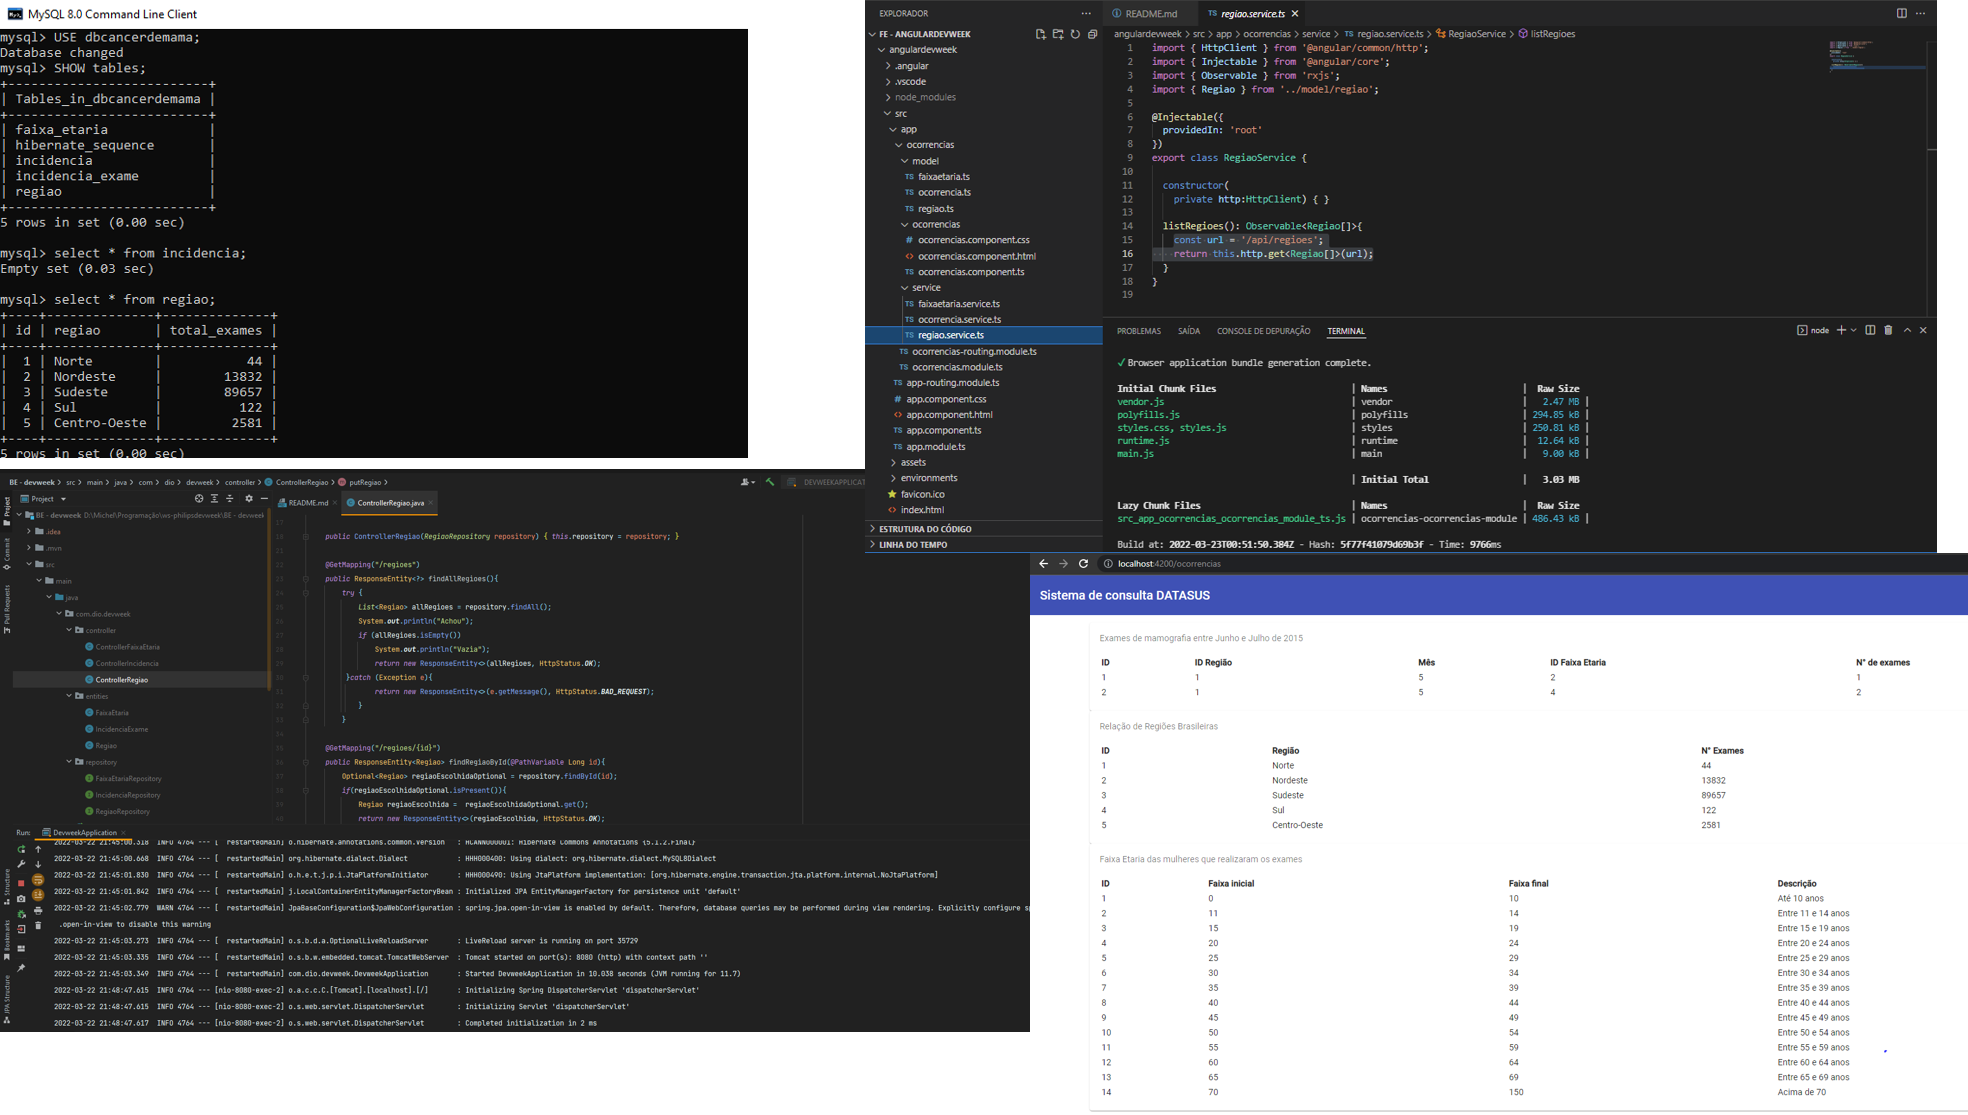 MySQL 8.0 Command Line Client
mysql> USE dbcancerdemama;
Database changed
mysql> SHOW tables;
+--------------------------+
| Tables_in_dbcancerdemama |
+--------------------------+
| faixa_etaria             |
| hibernate_sequence       |
| incidencia               |
| incidencia_exame         |
| regiao                   |
+--------------------------+
5 rows in set (0.00 sec)
mysql> select * from incidencia;
Empty set (0.03 sec)
mysql> select * from regiao;
+----+--------------+--------------+
| id | regiao       | total_exames |
+----+--------------+--------------+
|  1 | Norte        |           44 |
|  2 | Nordeste     |        13832 |
|  3 | Sudeste      |        89657 |
|  4 | Sul          |          122 |
|  5 | Centro-Oeste |         2581 |
+----+--------------+--------------+
5 rows in set (0.00 sec)
EXPLORADOR
FE - ANGULARDEVWEEK
angulardevweek
.angular
.vscode
node_modules
src
app
ocorrencias
model
TS faixaetaria.ts
TS ocorrencia.ts
TS regiao.ts
ocorrencias
# ocorrencias.component.css
<> ocorrencias.component.html
TS ocorrencias.component.ts
service
TS faixaetaria.service.ts
TS ocorrencia.service.ts
TS regiao.service.ts
TS ocorrencias-routing.module.ts
TS ocorrencias.module.ts
TS app-routing.module.ts
# app.component.css
<> app.component.html
TS app.component.ts
TS app.module.ts
assets
environments
favicon.ico
<> index.html
ESTRUTURA DO CÓDIGO
LINHA DO TEMPO
README.md TS regiao.service.ts
angulardevweek > src > app > ocorrencias > service > TS regiao.service.ts > RegiaoService > listRegioes
1 import { HttpClient } from '@angular/common/http';
2 import { Injectable } from '@angular/core';
3 import { Observable } from 'rxjs';
4 import { Regiao } from '../model/regiao';
5
6 @Injectable({
7 providedIn: 'root'
8 })
9 export class RegiaoService {
10
11 constructor(
12 private http:HttpClient) { }
13
14 listRegioes(): Observable<Regiao[]>{
15 const url = '/api/regioes';
16 return this.http.get<Regiao[]>(url);
17 }
18 }
19
PROBLEMAS SAÍDA CONSOLE DE DEPURAÇÃO TERMINAL node
✓ Browser application bundle generation complete.
Initial Chunk Files | Names | Raw Size
vendor.js | vendor | 2.47 MB |
polyfills.js | polyfills | 294.85 kB |
styles.css, styles.js | styles | 250.81 kB |
runtime.js | runtime | 12.64 kB |
main.js | main | 9.00 kB |
| Initial Total | 3.03 MB
Lazy Chunk Files | Names | Raw Size
src_app_ocorrencias_ocorrencias_module_ts.js | ocorrencias-ocorrencias-module | 486.43 kB |
Build at: 2022-03-23T00:51:50.384Z - Hash: 5f77f41079d69b3f - Time: 9766ms
BE - devweek > src > main > java > com > dio > devweek > controller > ControllerRegiao > putRegiao
DEVWEEKAPPLICAT
Project
Project
Commit
Pull Requests
Structure
Bookmarks
JPA Structure
BE - devweek D:\Michel\Programação\ws-philipsdevweek\BE - devweek
.idea
.mvn
src
main
java
com.dio.devweek
controller
ControllerFaixaEtaria
ControllerIncidencia
ControllerRegiao
entities
FaixaEtaria
IncidenciaExame
Regiao
repository
FaixaEtariaRepository
IncidenciaRepository
RegiaoRepository
README.md ControllerRegiao.java
public ControllerRegiao(RegiaoRepository repository) { this.repository = repository; }
@GetMapping("/regioes")
public ResponseEntity<?> findAllRegioes(){
try {
List<Regiao> allRegioes = repository.findAll();
System.out.println("Achou");
if (allRegioes.isEmpty())
System.out.println("Vazia");
return new ResponseEntity<>(allRegioes, HttpStatus.OK);
}catch (Exception e){
return new ResponseEntity<>(e.getMessage(), HttpStatus.BAD_REQUEST);
}
}
@GetMapping("/regioes/{id}")
public ResponseEntity<Regiao> findRegiaoById(@PathVariable Long id){
Optional<Regiao> regiaoEscolhidaOptional = repository.findById(id);
if(regiaoEscolhidaOptional.isPresent()){
Regiao regiaoEscolhida = regiaoEscolhidaOptional.get();
return new ResponseEntity<>(regiaoEscolhida, HttpStatus.OK);
Run: DevweekApplication
2022-03-22 21:45:00.318 INFO 4764 --- [ restartedMain] o.hibernate.annotations.common.Version : HCANN000001: Hibernate Commons Annotations {5.1.2.Final}
2022-03-22 21:45:00.668 INFO 4764 --- [ restartedMain] org.hibernate.dialect.Dialect : HHH000400: Using dialect: org.hibernate.dialect.MySQL8Dialect
2022-03-22 21:45:01.830 INFO 4764 --- [ restartedMain] o.h.e.t.j.p.i.JtaPlatformInitiator : HHH000490: Using JtaPlatform implementation: [org.hibernate.engine.transaction.jta.platform.internal.NoJtaPlatform]
2022-03-22 21:45:01.842 INFO 4764 --- [ restartedMain] j.LocalContainerEntityManagerFactoryBean : Initialized JPA EntityManagerFactory for persistence unit 'default'
2022-03-22 21:45:02.779 WARN 4764 --- [ restartedMain] JpaBaseConfiguration$JpaWebConfiguration : spring.jpa.open-in-view is enabled by default. Therefore, database queries may be performed during view rendering. Explicitly configure sp
.open-in-view to disable this warning
2022-03-22 21:45:03.273 INFO 4764 --- [ restartedMain] o.s.b.d.a.OptionalLiveReloadServer : LiveReload server is running on port 35729
2022-03-22 21:45:03.335 INFO 4764 --- [ restartedMain] o.s.b.w.embedded.tomcat.TomcatWebServer : Tomcat started on port(s): 8080 (http) with context path ''
2022-03-22 21:45:03.349 INFO 4764 --- [ restartedMain] com.dio.devweek.DevweekApplication : Started DevweekApplication in 10.038 seconds (JVM running for 11.7)
2022-03-22 21:48:47.615 INFO 4764 --- [nio-8080-exec-2] o.a.c.c.C.[Tomcat].[localhost].[/] : Initializing Spring DispatcherServlet 'dispatcherServlet'
2022-03-22 21:48:47.615 INFO 4764 --- [nio-8080-exec-2] o.s.web.servlet.DispatcherServlet : Initializing Servlet 'dispatcherServlet'
2022-03-22 21:48:47.617 INFO 4764 --- [nio-8080-exec-2] o.s.web.servlet.DispatcherServlet : Completed initialization in 2 ms
localhost:4200/ocorrencias
Sistema de consulta DATASUS
Exames de mamografia entre Junho e Julho de 2015
ID ID Região Mês ID Faixa Etaria N° de exames
1 1 5 2 1
2 1 5 4 2
Relação de Regiões Brasileiras
ID Região N° Exames
1 Norte 44
2 Nordeste 13832
3 Sudeste 89657
4 Sul 122
5 Centro-Oeste 2581
Faixa Etaria das mulheres que realizaram os exames
ID Faixa inicial Faixa final Descrição
1 0 10 Até 10 anos
2 11 14 Entre 11 e 14 anos
3 15 19 Entre 15 e 19 anos
4 20 24 Entre 20 e 24 anos
5 25 29 Entre 25 e 29 anos
6 30 34 Entre 30 e 34 anos
7 35 39 Entre 35 e 39 anos
8 40 44 Entre 40 e 44 anos
9 45 49 Entre 45 e 49 anos
10 50 54 Entre 50 e 54 anos
11 55 59 Entre 55 e 59 anos
12 60 64 Entre 60 e 64 anos
13 65 69 Entre 65 e 69 anos
14 70 150 Acima de 70